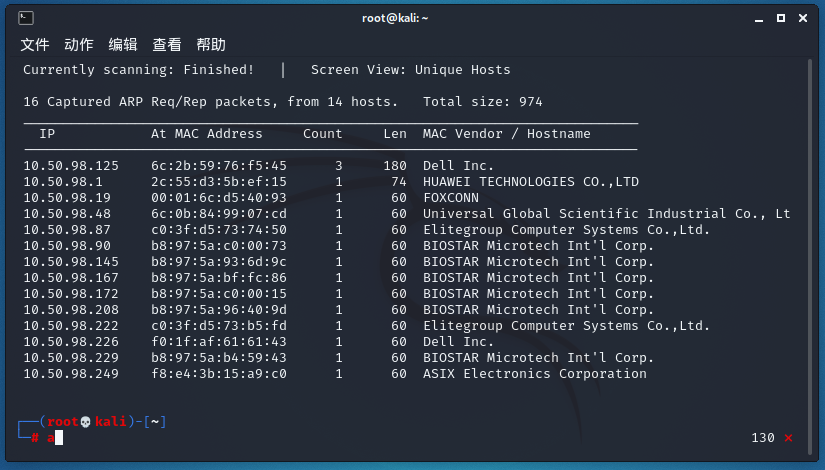 root@kali: ~
文件 动作 编辑 查看 帮助
Currently scanning: Finished! | Screen View: Unique Hosts
16 Captured ARP Req/Rep packets, from 14 hosts. Total size: 974
IP At MAC Address Count Len MAC Vendor / Hostname
10.50.98.125 6c:2b:59:76:f5:45 3 180 Dell Inc.
10.50.98.1 2c:55:d3:5b:ef:15 1 74 HUAWEI TECHNOLOGIES CO.,LTD
10.50.98.19 00:01:6c:d5:40:93 1 60 FOXCONN
10.50.98.48 6c:0b:84:99:07:cd 1 60 Universal Global Scientific Industrial Co., Lt
10.50.98.87 c0:3f:d5:73:74:50 1 60 Elitegroup Computer Systems Co.,Ltd.
10.50.98.90 b8:97:5a:c0:00:73 1 60 BIOSTAR Microtech Int'l Corp.
10.50.98.145 b8:97:5a:93:6d:9c 1 60 BIOSTAR Microtech Int'l Corp.
10.50.98.167 b8:97:5a:bf:fc:86 1 60 BIOSTAR Microtech Int'l Corp.
10.50.98.172 b8:97:5a:c0:00:15 1 60 BIOSTAR Microtech Int'l Corp.
10.50.98.208 b8:97:5a:96:40:9d 1 60 BIOSTAR Microtech Int'l Corp.
10.50.98.222 c0:3f:d5:73:b5:fd 1 60 Elitegroup Computer Systems Co.,Ltd.
10.50.98.226 f0:1f:af:61:61:43 1 60 Dell Inc.
10.50.98.229 b8:97:5a:b4:59:43 1 60 BIOSTAR Microtech Int'l Corp.
10.50.98.249 f8:e4:3b:15:a9:c0 1 60 ASIX Electronics Corporation
┌──(root💀kali)-[~]
└─# a 130 ⨯